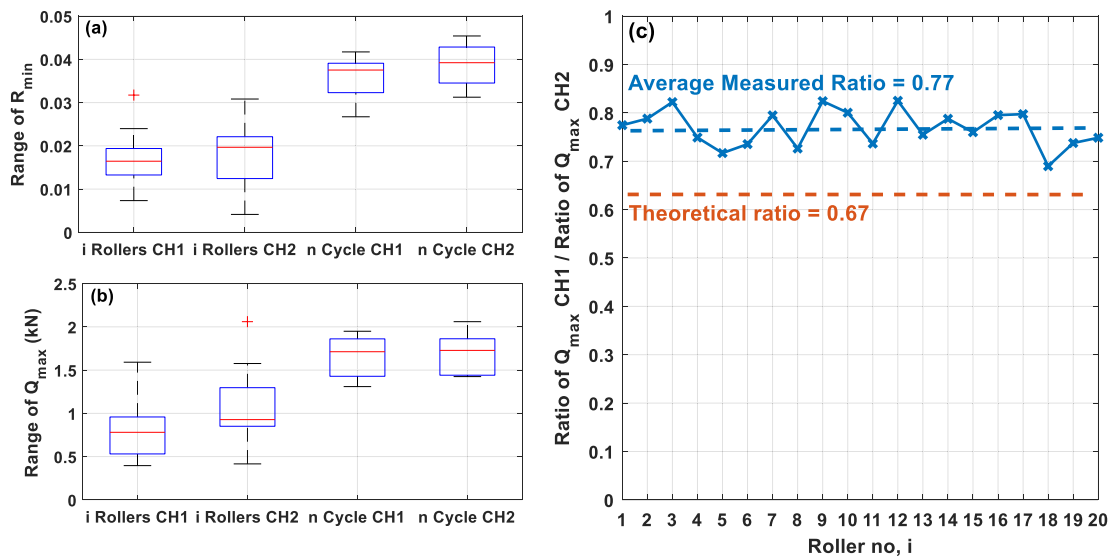 (a)
Range of R_min
0.05
0.04
0.03
0.02
0.01
0
i Rollers CH1 i Rollers CH2 n Cycle CH1 n Cycle CH2
(b)
Range of Q_max (kN)
2.5
2
1.5
1
0.5
0
i Rollers CH1 i Rollers CH2 n Cycle CH1 n Cycle CH2
(c)
Ratio of Q_max CH1 / Ratio of Q_max CH2
1
0.9
0.8
0.7
0.6
0.5
0.4
0.3
0.2
0.1
0
Average Measured Ratio = 0.77
Theoretical ratio = 0.67
1 2 3 4 5 6 7 8 9 10 11 12 13 14 15 16 17 18 19 20
Roller no, i